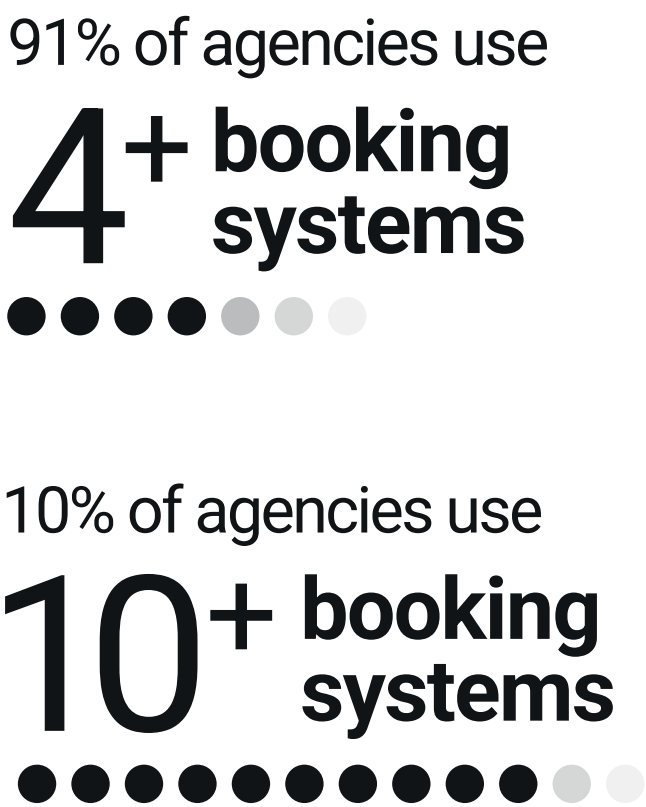 91% of agencies use
4+ booking
systems
10% of agencies use
10+ booking
systems